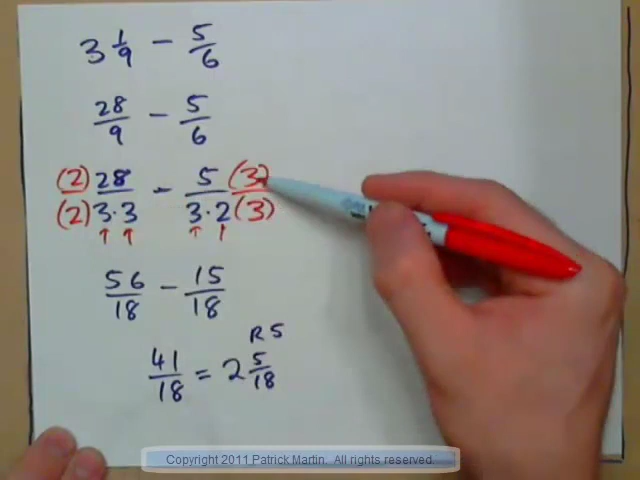 3 1/9 - 5/6
28/9 - 5/6
(2)28/(2)3·3 - 5(3)/3·2(3)
↑ ↑ ↑ |
56/18 - 15/18
R5
41/18 = 2 5/18
Copyright 2011 Patrick Martin. All rights reserved.